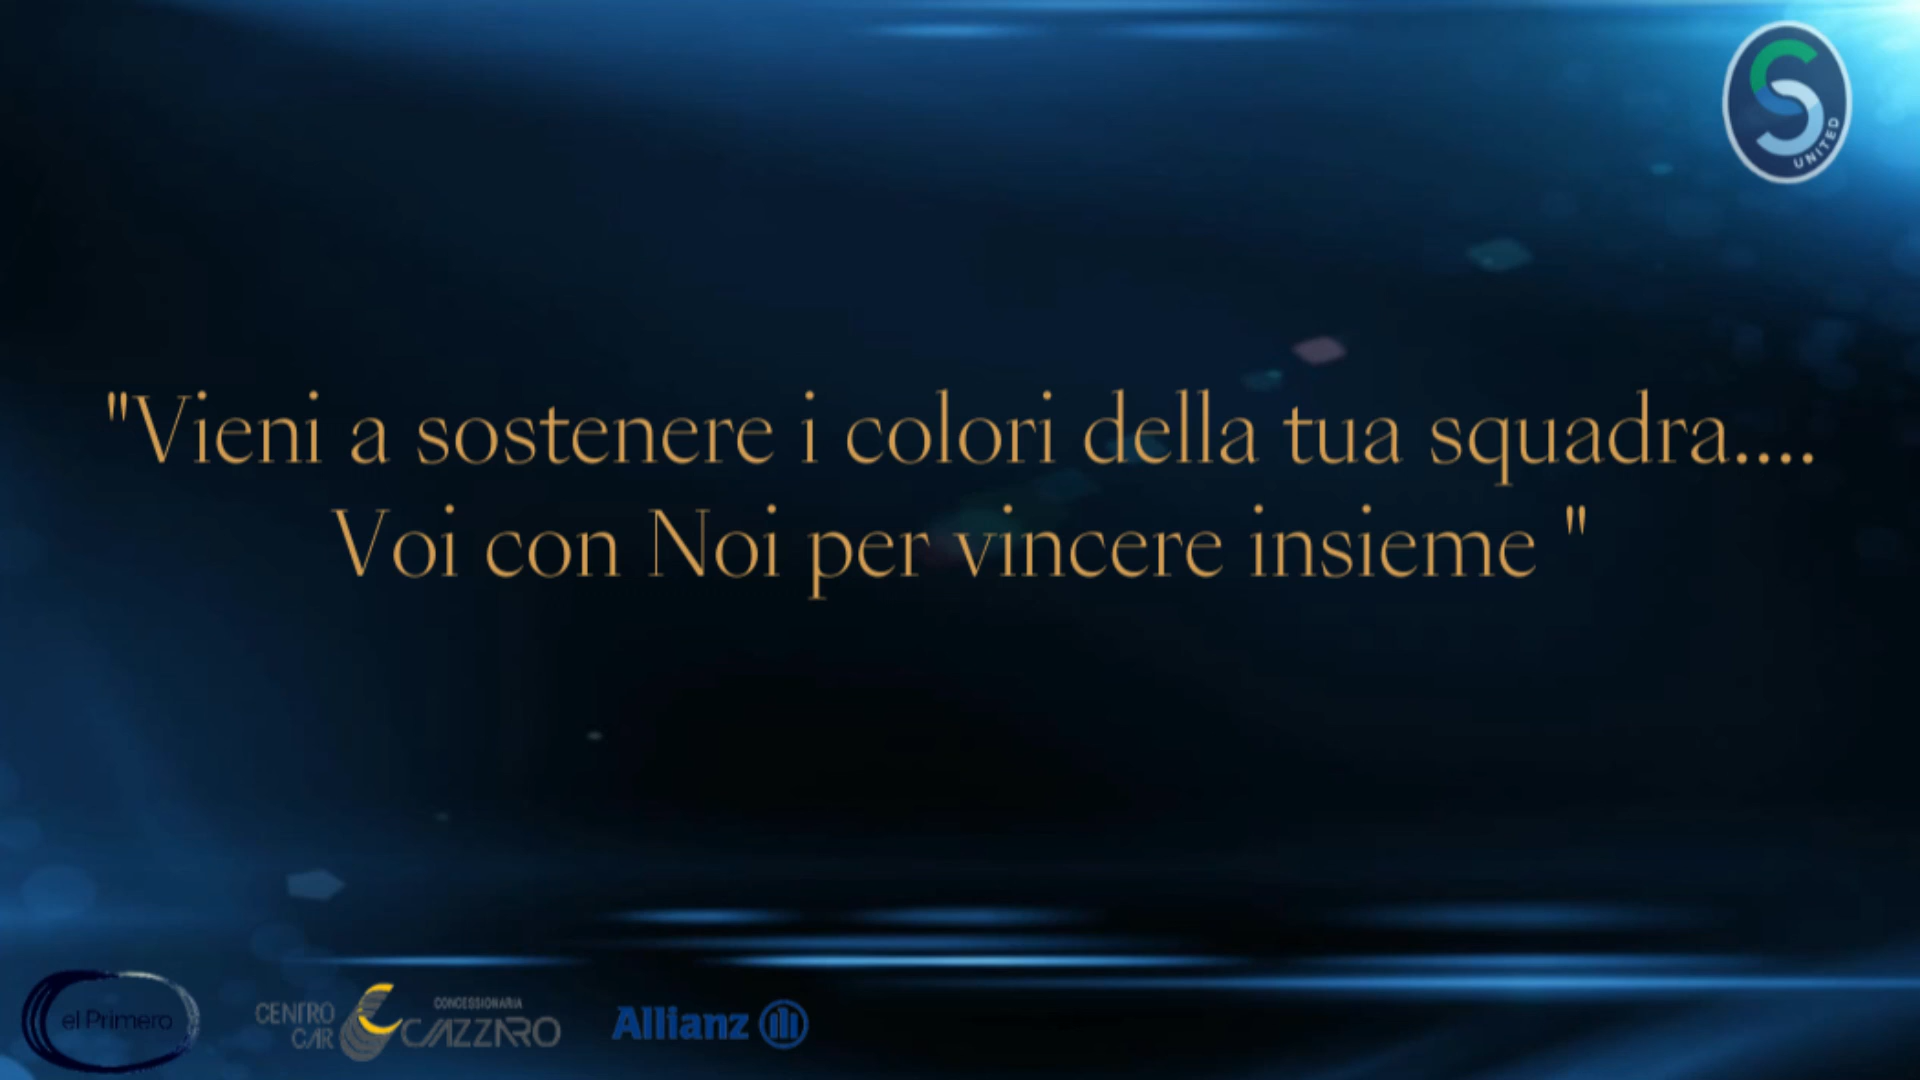 UNITED
"Vieni a sostenere i colori della tua squadra....
Voi con Noi per vincere insieme "
el Primero
CENTRO CAR
CONCESSIONARIA
CAZZARO
Allianz